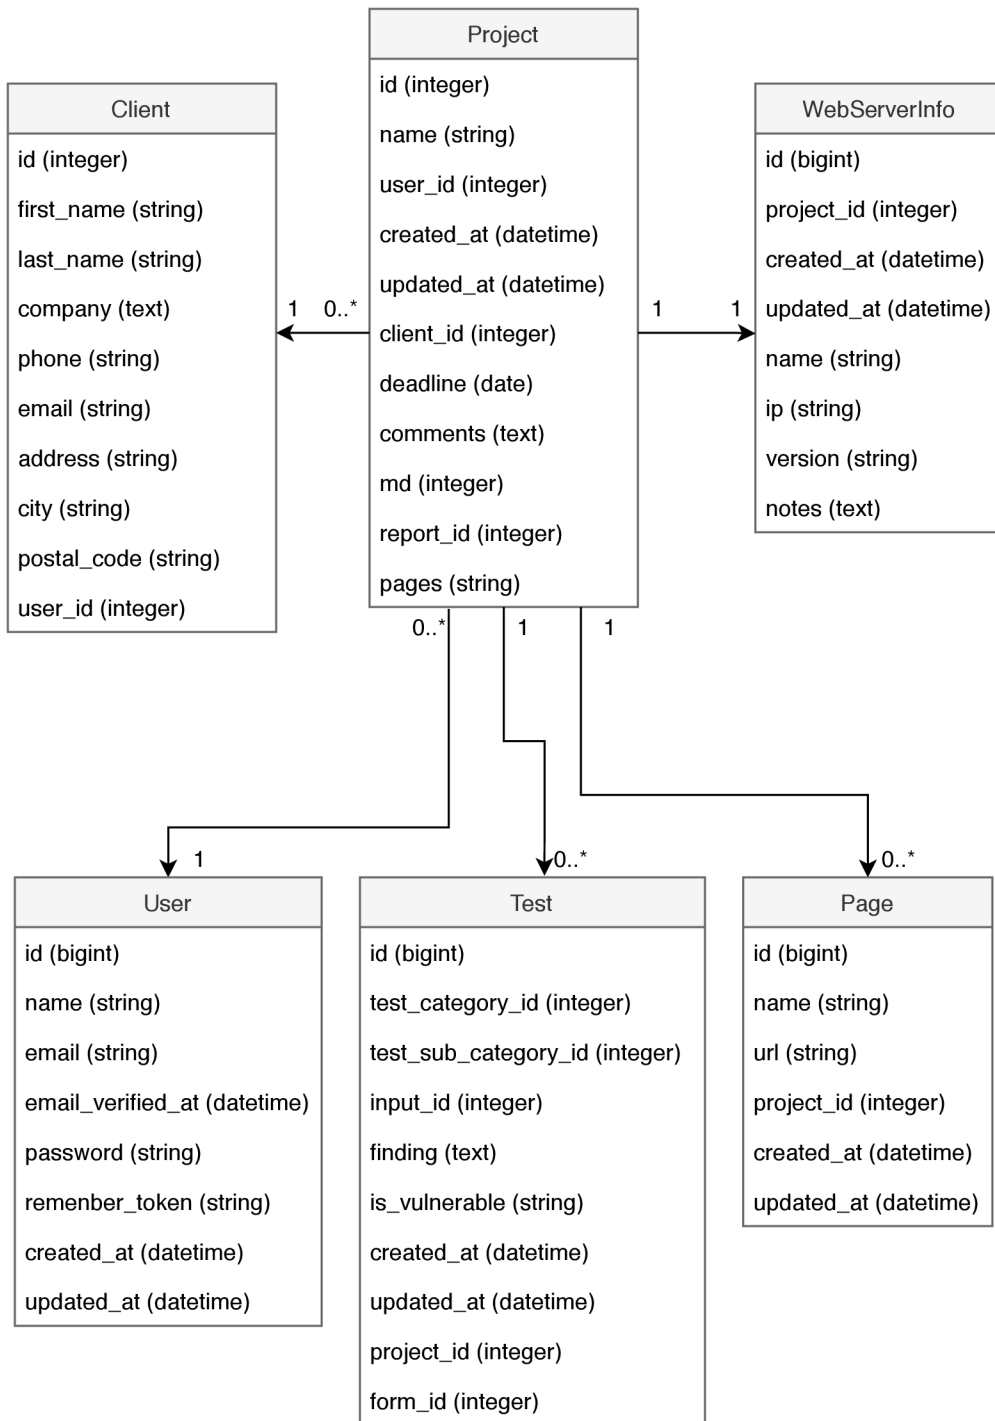 Project
id (integer)
name (string)
user_id (integer)
created_at (datetime)
updated_at (datetime)
client_id (integer)
deadline (date)
comments (text)
md (integer)
report_id (integer)
pages (string)
Client
id (integer)
first_name (string)
last_name (string)
company (text)
phone (string)
email (string)
address (string)
city (string)
postal_code (string)
user_id (integer)
1 0..*
WebServerInfo
id (bigint)
project_id (integer)
created_at (datetime)
updated_at (datetime)
name (string)
ip (string)
version (string)
notes (text)
1 1
0..* 1 1
1 0..* 0..*
User
id (bigint)
name (string)
email (string)
email_verified_at (datetime)
password (string)
remenber_token (string)
created_at (datetime)
updated_at (datetime)
Test
id (bigint)
test_category_id (integer)
test_sub_category_id (integer)
input_id (integer)
finding (text)
is_vulnerable (string)
created_at (datetime)
updated_at (datetime)
project_id (integer)
form_id (integer)
Page
id (bigint)
name (string)
url (string)
project_id (integer)
created_at (datetime)
updated_at (datetime)